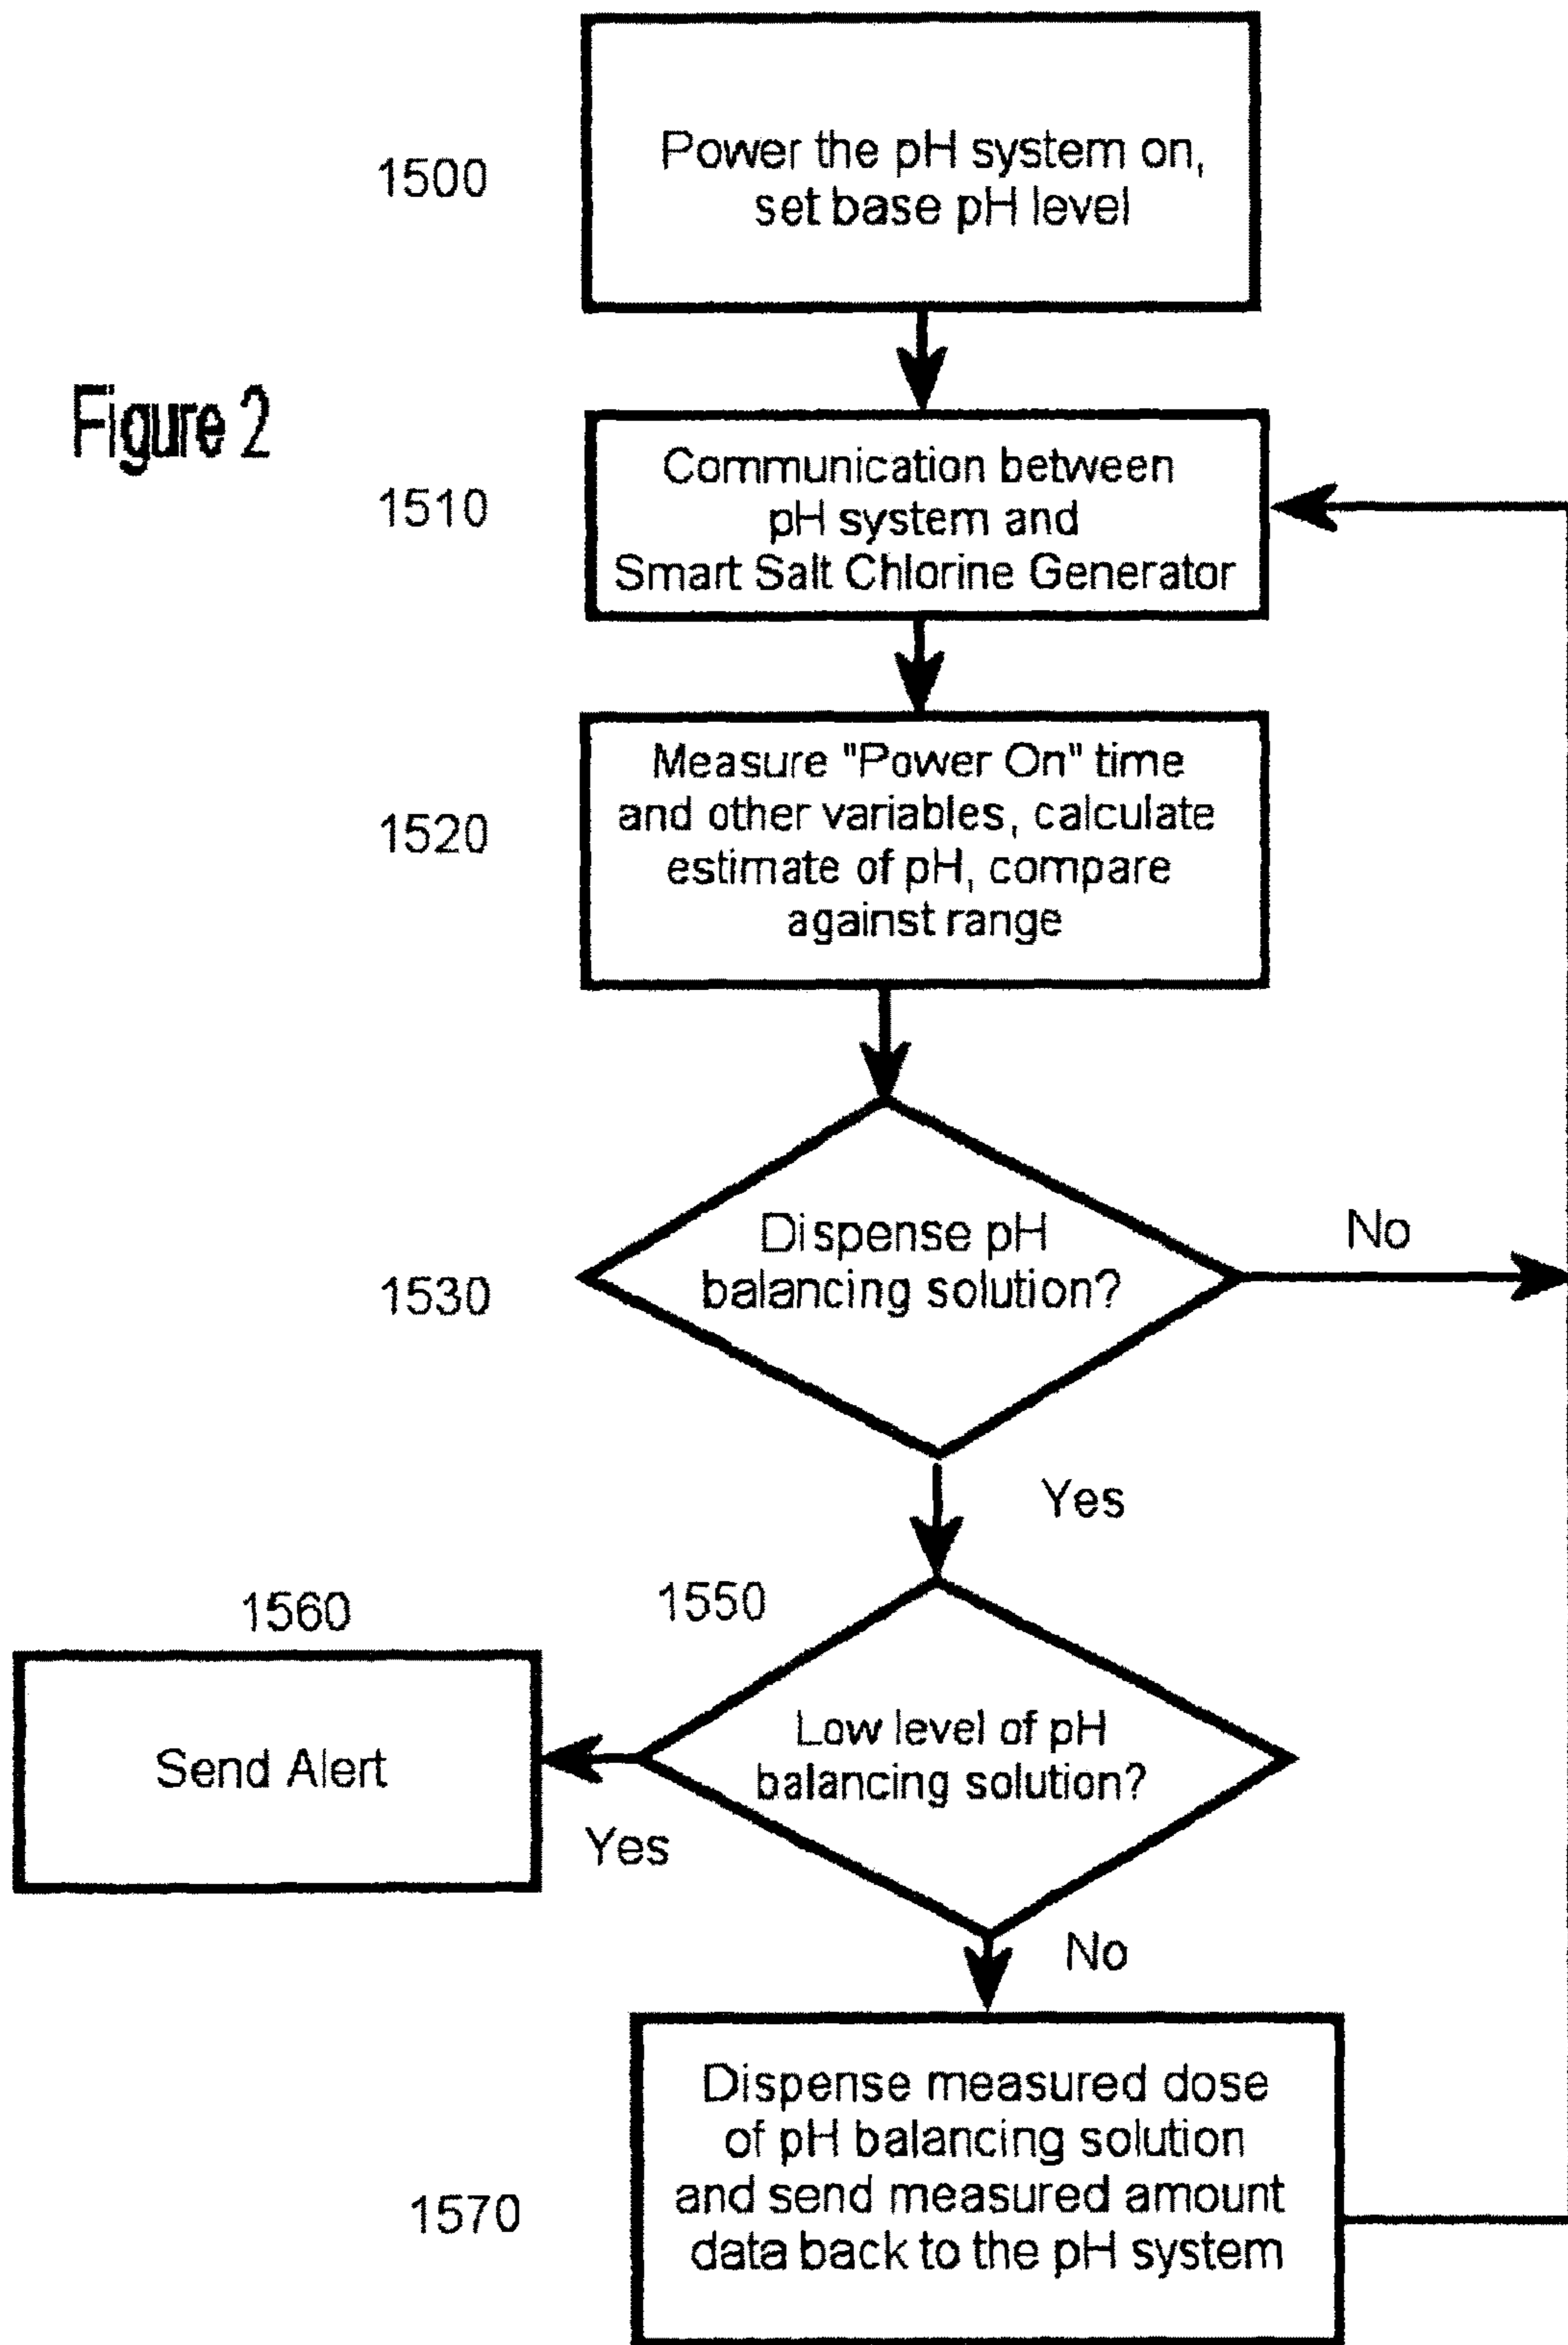 1500
Power the pH system on,
set base pH level
Figure 2
1510
Communication between
pH system and
Smart Salt Chlorine Generator
1520
Measure "Power On" time
and other variables, calculate
estimate of pH, compare
against range
1530
Dispense pH
balancing solution?
No
Yes
1550
Low level of pH
balancing solution?
1560
Send Alert
Yes
No
1570
Dispense measured dose
of pH balancing solution
and send measured amount
data back to the pH system